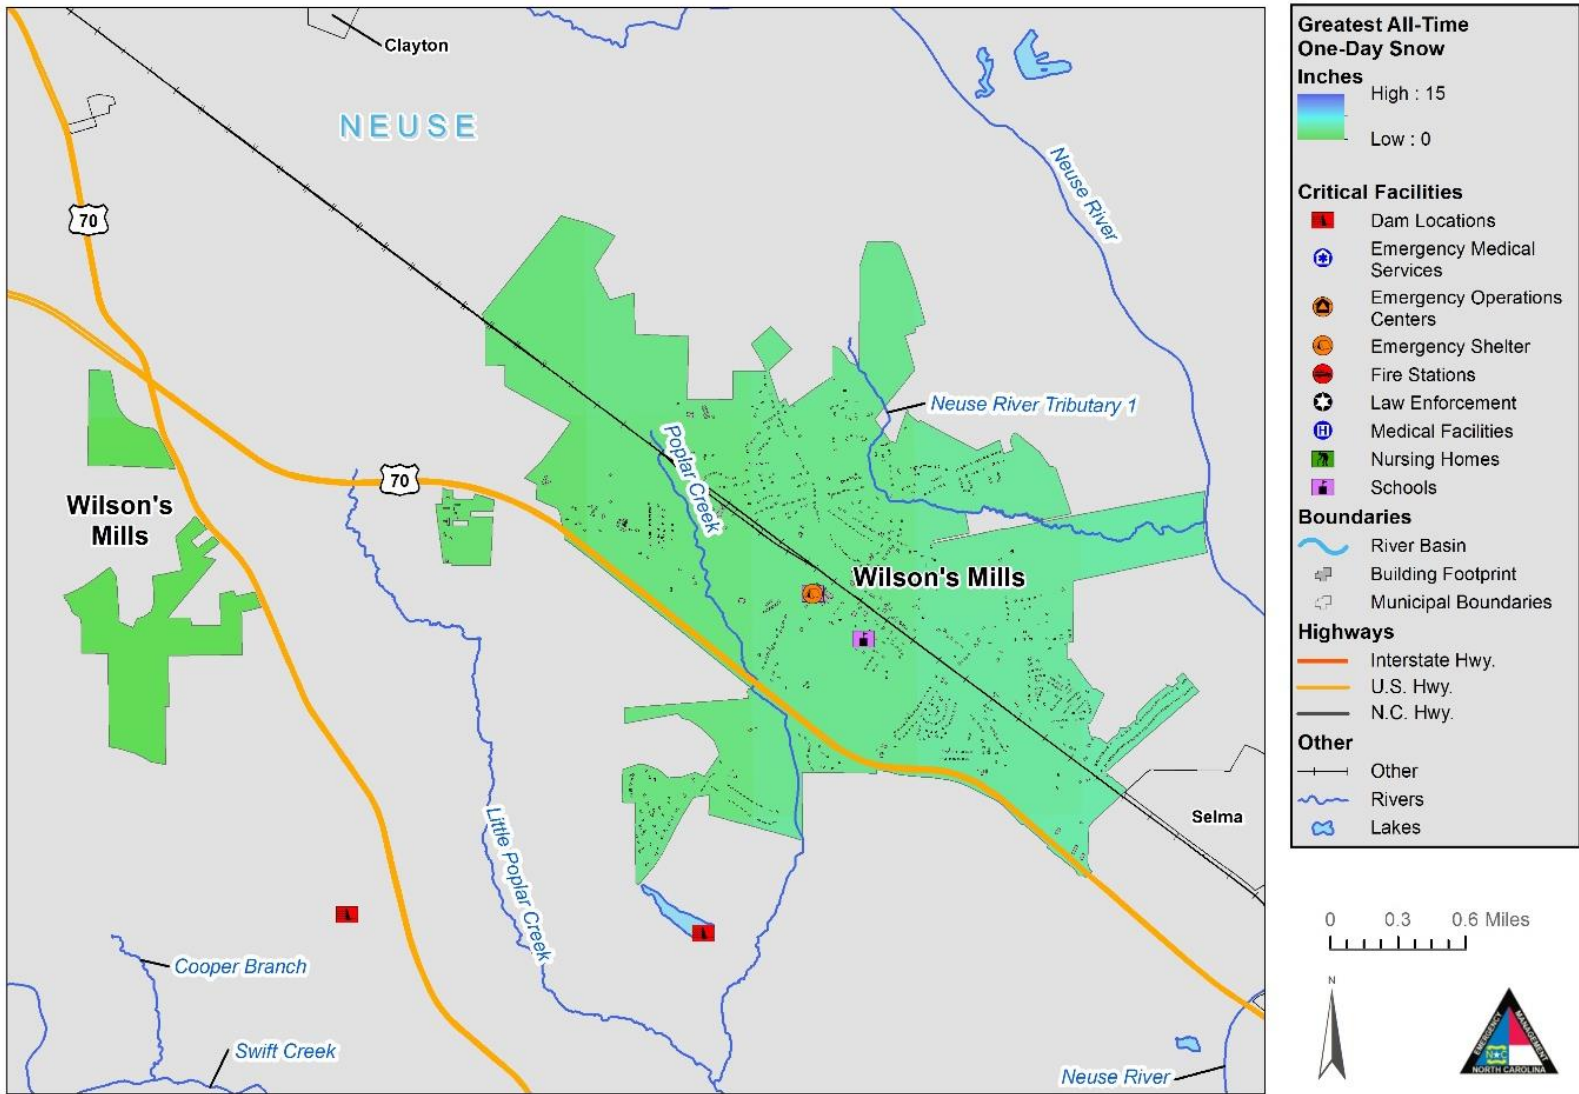 Clayton
NEUSE
70
Neuse River
Neuse River Tributary 1
70
Poplar Creek
Wilson's
Mills
Wilson's Mills
Little Poplar Creek
Selma
Cooper Branch
Swift Creek
Neuse River
Greatest All-Time
One-Day Snow
Inches
High : 15
Low : 0
Critical Facilities
Dam Locations
Emergency Medical
Services
Emergency Operations
Centers
Emergency Shelter
Fire Stations
Law Enforcement
H
Medical Facilities
Nursing Homes
Schools
Boundaries
River Basin
Building Footprint
Municipal Boundaries
Highways
Interstate Hwy.
U.S. Hwy.
N.C. Hwy.
Other
Other
Rivers
Lakes
0 0.3 0.6 Miles
N
EMERGENCY
MANAGEMENT
N C
NORTH CAROLINA